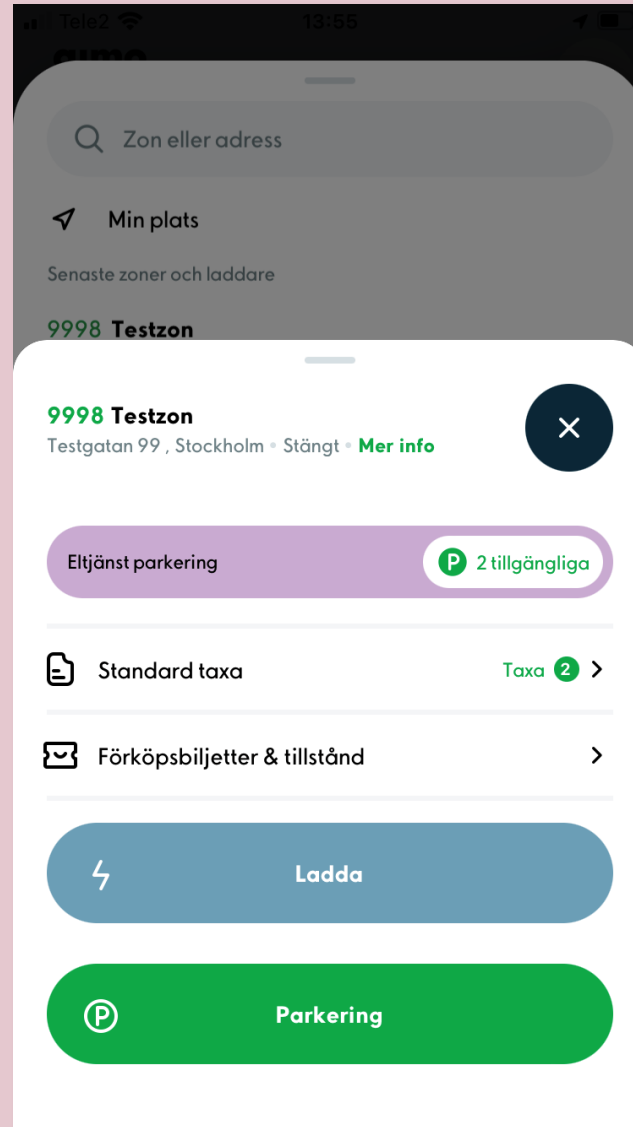 Tele2 13:55
aimo
Zon eller adress
Min plats
Senaste zoner och laddare
9998 Testzon
9998 Testzon
Testgatan 99 , Stockholm • Stängt • Mer info
Eltjänst parkering P 2 tillgängliga
Standard taxa Taxa 2
Förköpsbiljetter & tillstånd
Ladda
P Parkering